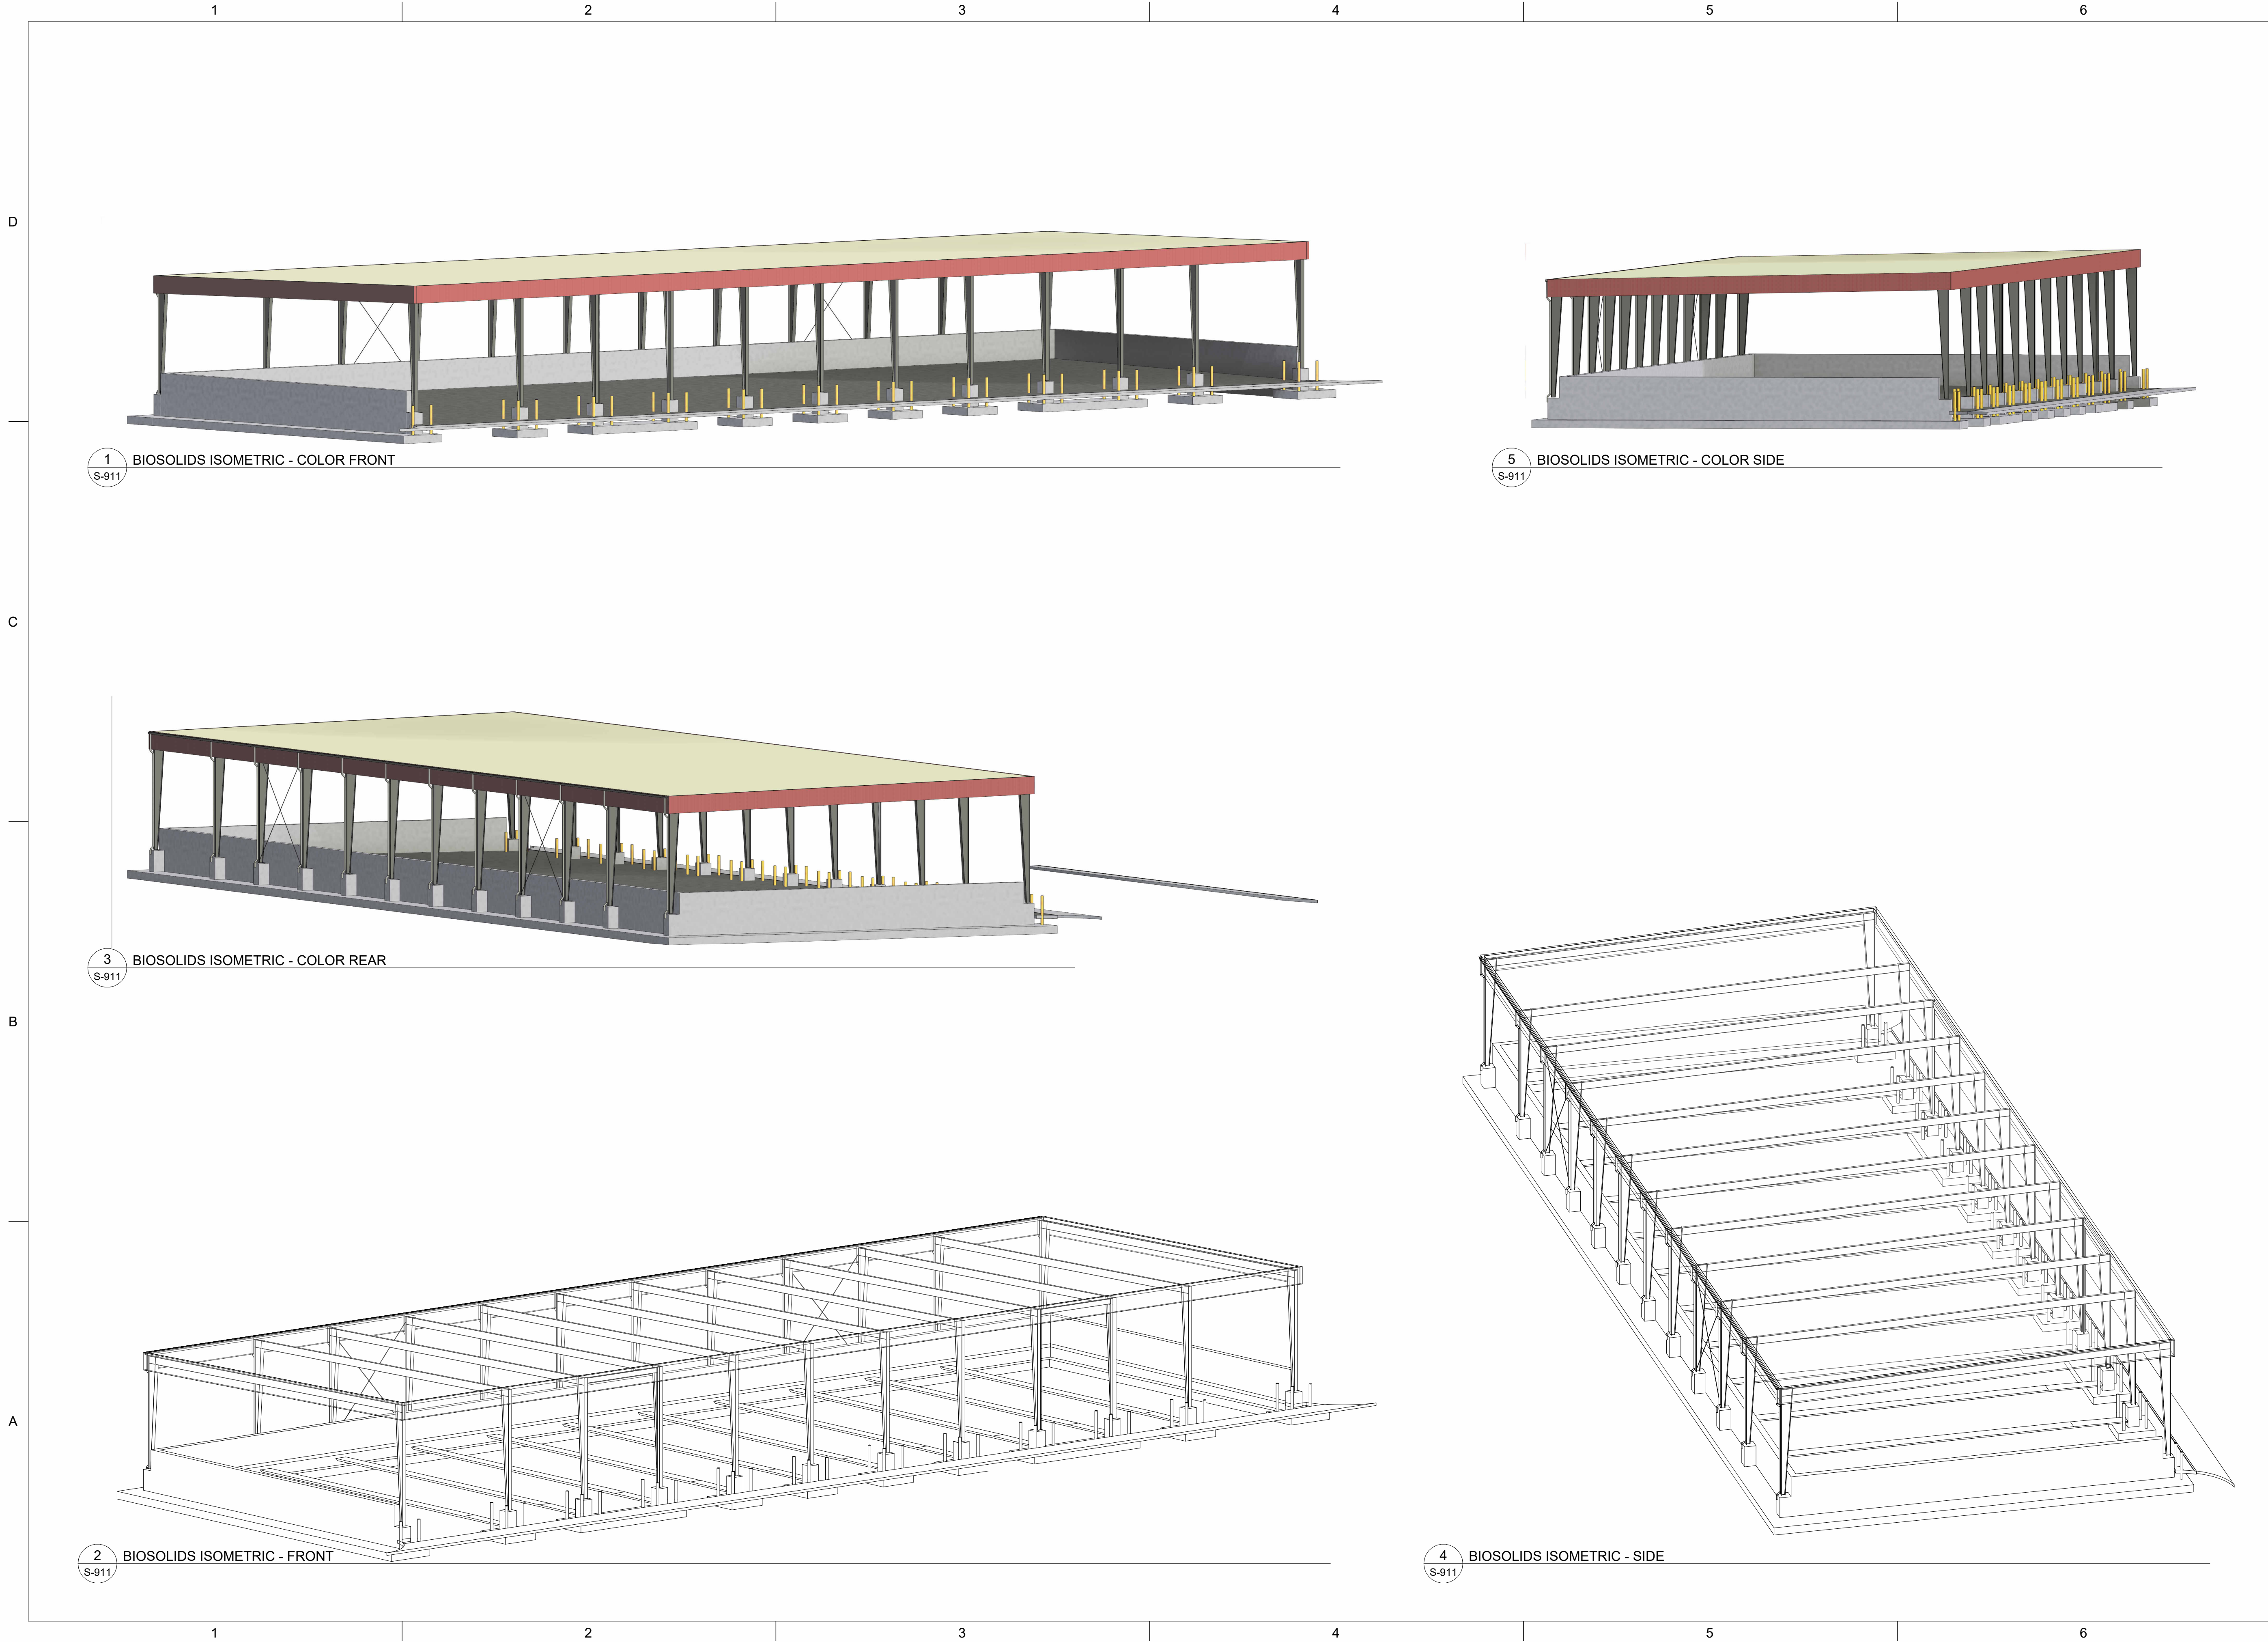 1 2 3 4 5 6
D
1 BIOSOLIDS ISOMETRIC - COLOR FRONT
S-911
5 BIOSOLIDS ISOMETRIC - COLOR SIDE
S-911
C
3 BIOSOLIDS ISOMETRIC - COLOR REAR
S-911
B
A
2 BIOSOLIDS ISOMETRIC - FRONT
S-911
4 BIOSOLIDS ISOMETRIC - SIDE
S-911
1 2 3 4 5 6